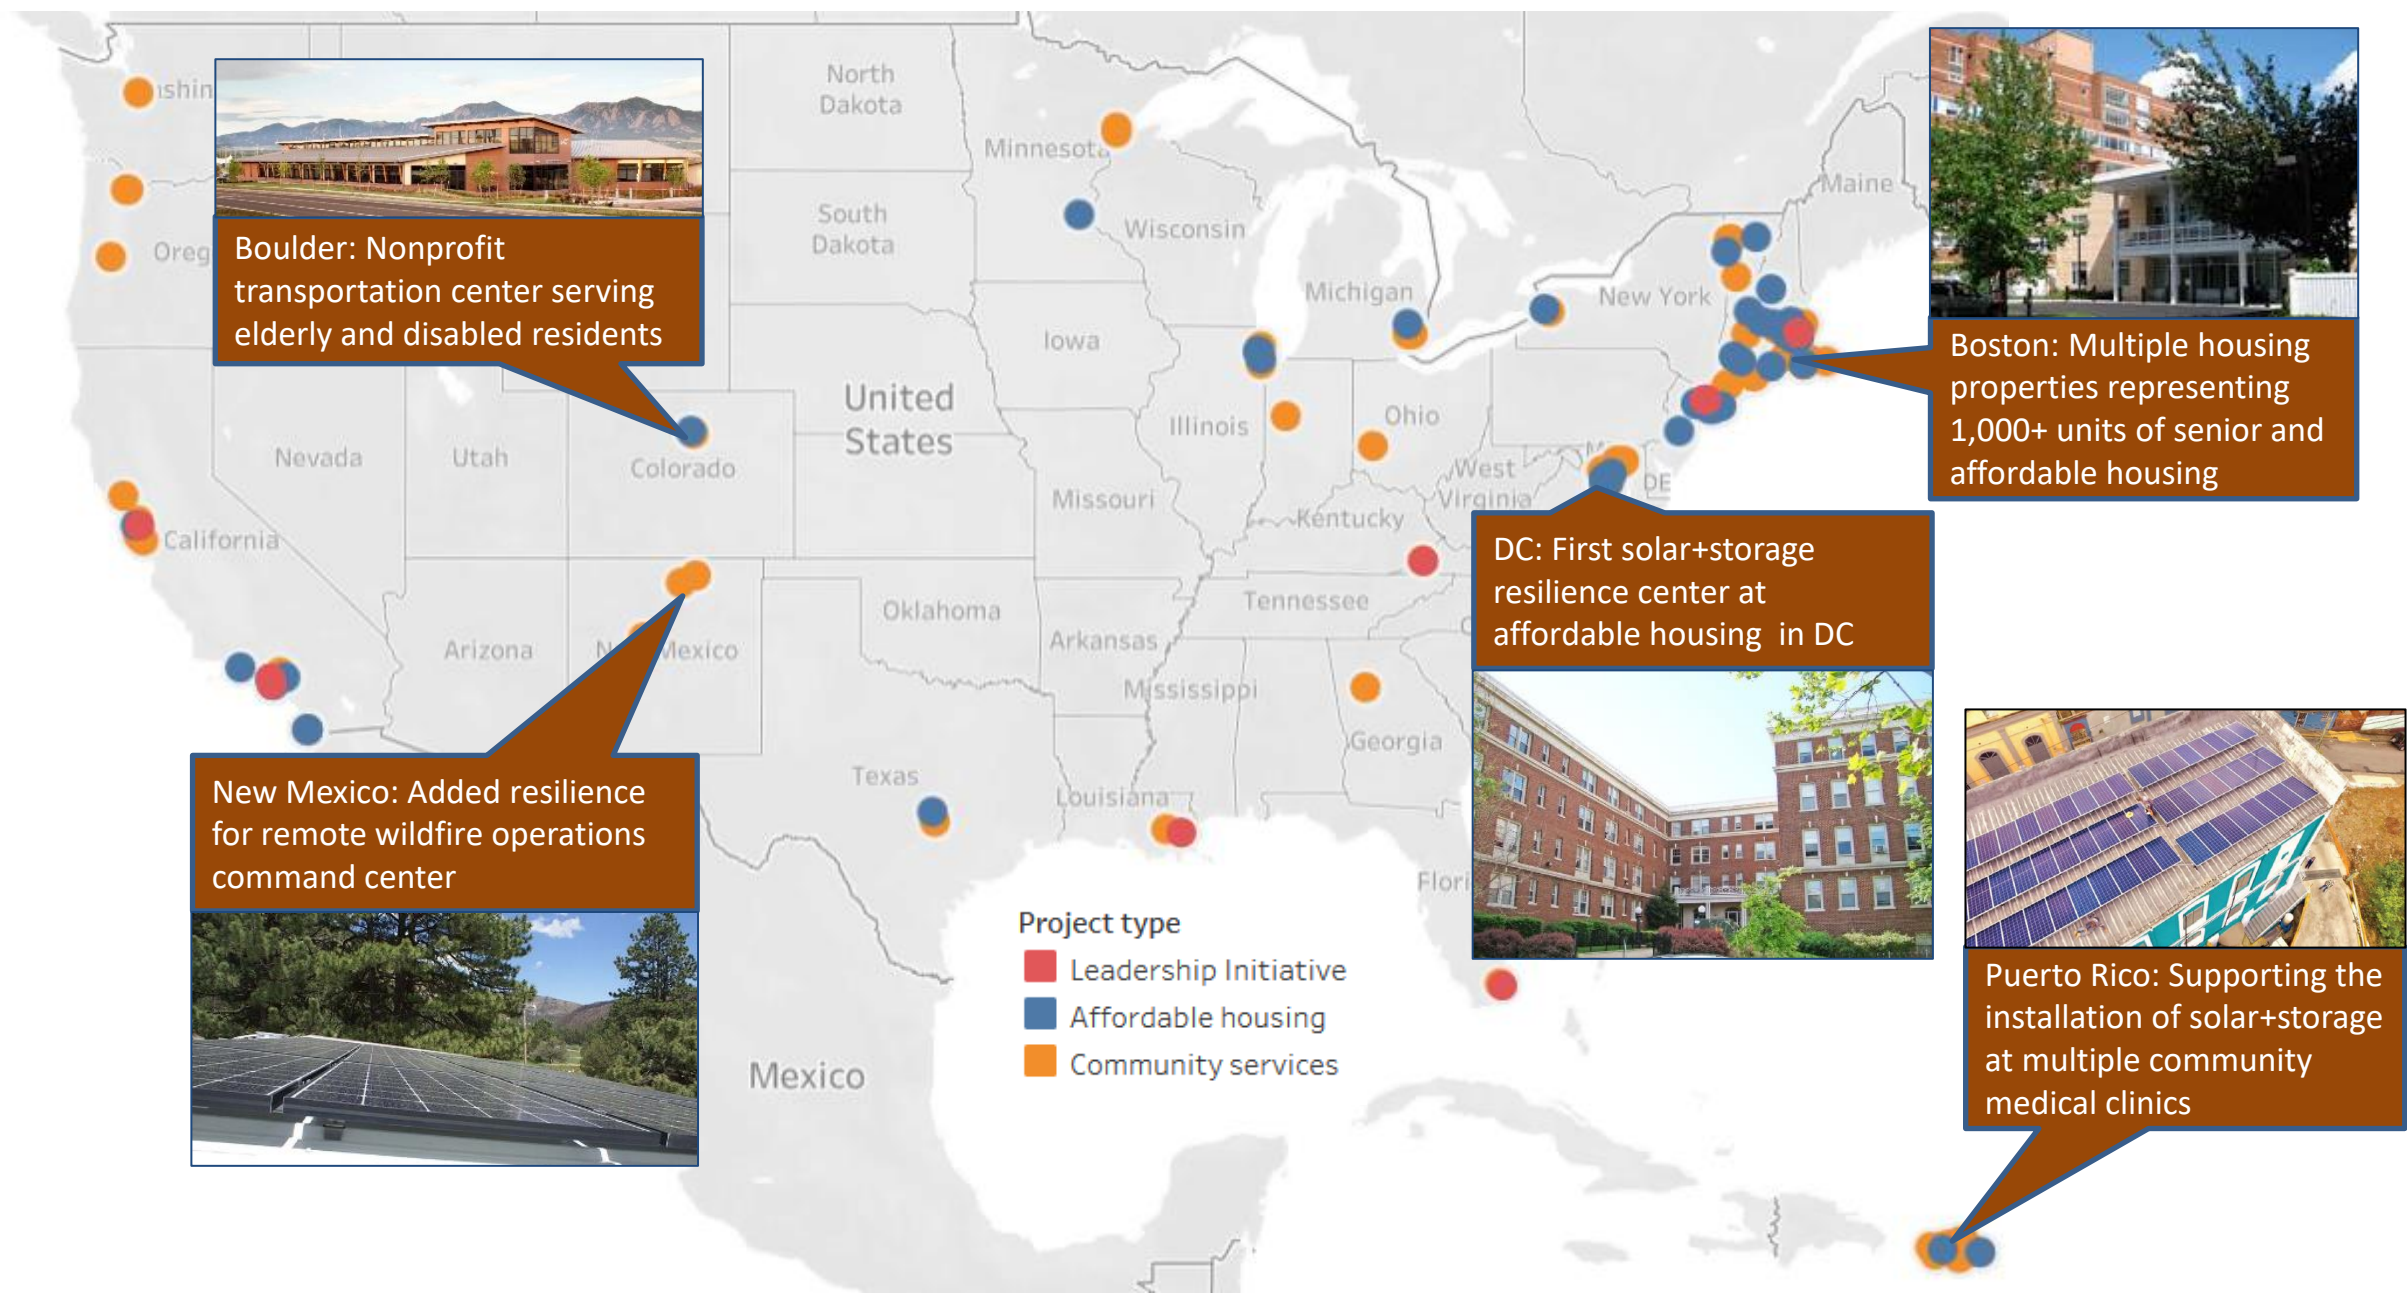 North
Dakota
Minnesota
Maine
South
Dakota
Wisconsin
Boulder: Nonprofit
transportation center serving
elderly and disabled residents
Michigan
New York
Iowa
Boston: Multiple housing
properties representing
1,000+ units of senior and
affordable housing
United
States
Nevada
Utah
Colorado
Illinois
Ohio
West
Virginia
DE
Missouri
Kentucky
California
DC: First solar+storage
resilience center at
affordable housing in DC
Oklahoma
Tennessee
Arkansas
Arizona
Mississippi
Georgia
New Mexico: Added resilience
for remote wildfire operations
command center
Texas
Louisiana
Project type
Leadership Initiative
Affordable housing
Community services
Mexico
Puerto Rico: Supporting the
installation of solar+storage
at multiple community
medical clinics